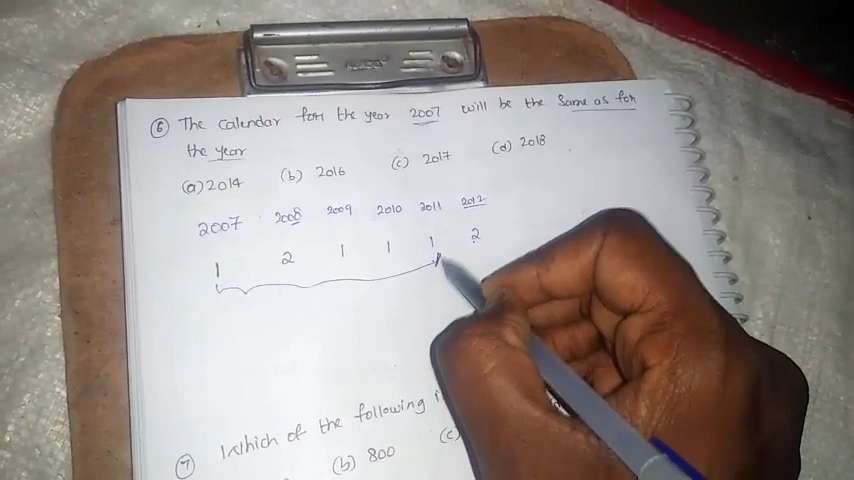 6 The calendar for the year 2007 will be the same as for
the year
(a) 2014 (b) 2016 (c) 2017 (d) 2018
2007 2008 2009 2010 2011 2012
1 2 1 1 1 2
7 Which of the following
(b) 800 (c)